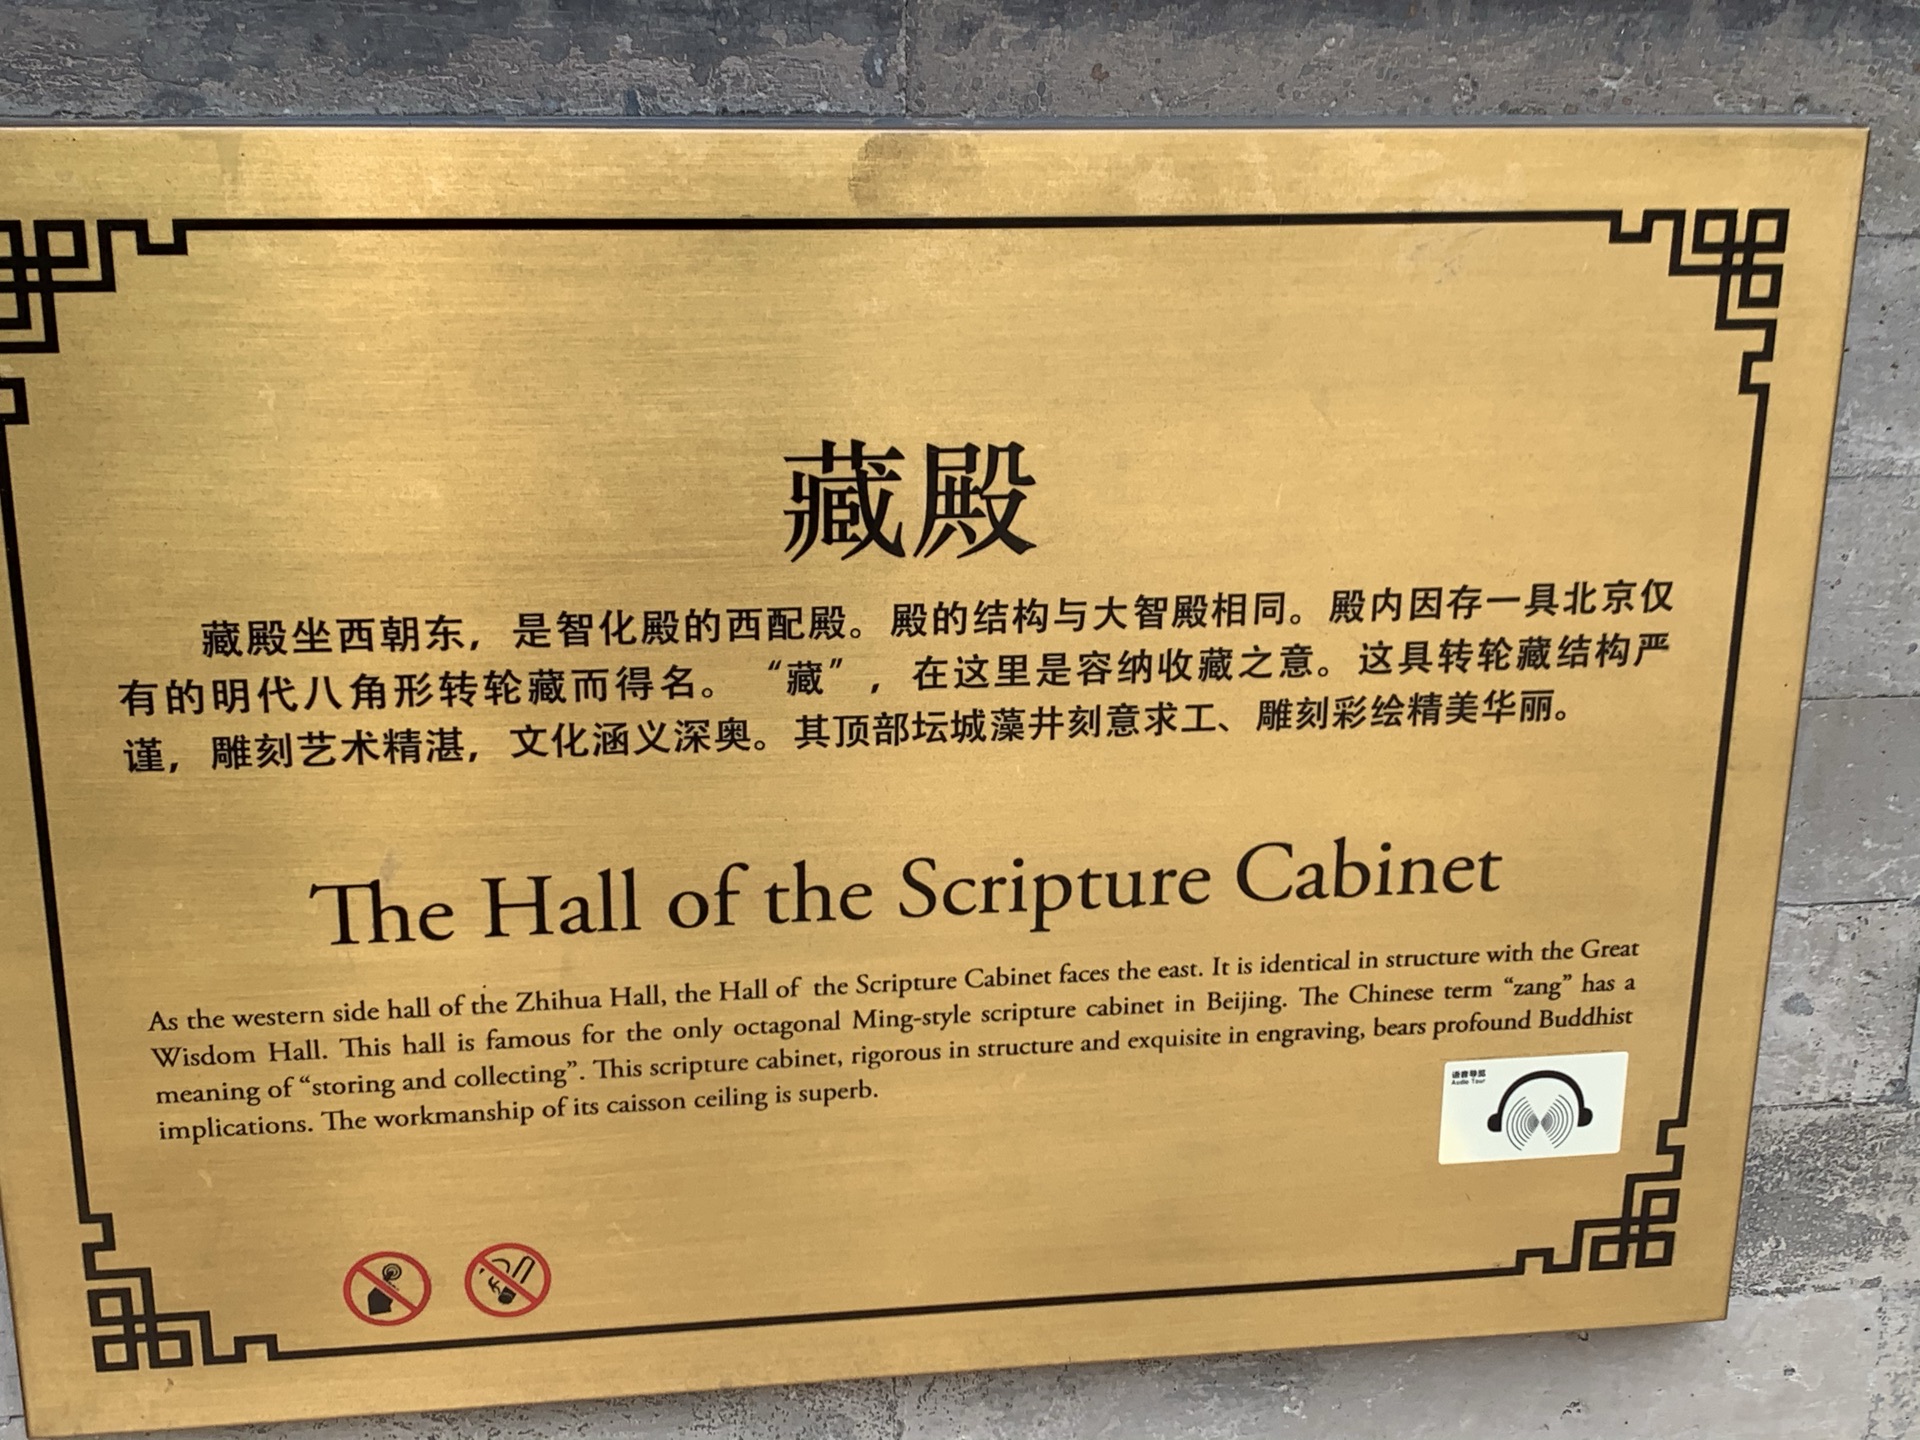 藏殿
藏殿坐西朝东，是智化殿的西配殿。殿的结构与大智殿相同。殿内因存一具北京仅
有的明代八角形转轮藏而得名。“藏”，在这里是容纳收藏之意。这具转轮藏结构严
谨，雕刻艺术精湛，文化涵义深奥。其顶部坛城藻井刻意求工、雕刻彩绘精美华丽。
The Hall of the Scripture Cabinet
As the western side hall of the Zhihua Hall, the Hall of the Scripture Cabinet faces the east. It is identical in structure with the Great
Wisdom Hall. This hall is famous for the only octagonal Ming-style scripture cabinet in Beijing. The Chinese term “zang” has a
meaning of “storing and collecting”. This scripture cabinet, rigorous in structure and exquisite in engraving, bears profound Buddhist
implications. The workmanship of its caisson ceiling is superb.
语音导览
Audio Tour